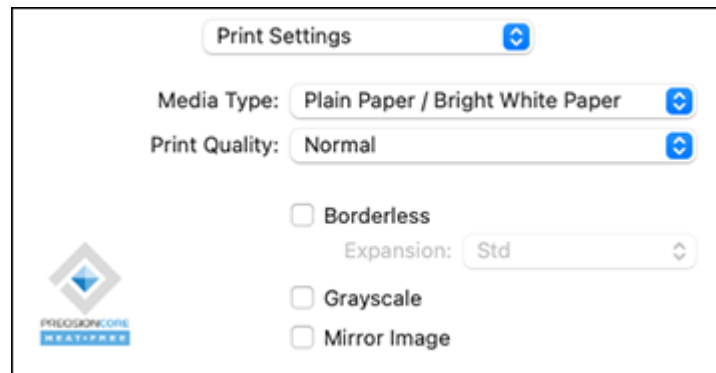 Print Settings
Media Type: Plain Paper / Bright White Paper
Print Quality: Normal
Borderless
Expansion: Std
Grayscale
Mirror Image
PRECISIONCORE
HEAT-FREE